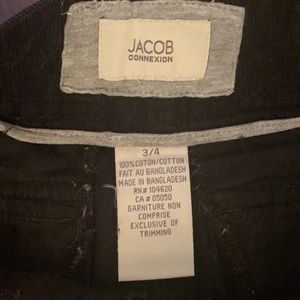 JACOB
CONNEXION
3/4
100%COTON/COTTON
FAIT AU BANGLADESH
MADE IN BANGLADESH
RN# 104620
CA # 05050
GARNITURE NON
COMPRISE
EXCLUSIVE OF
TRIMMING